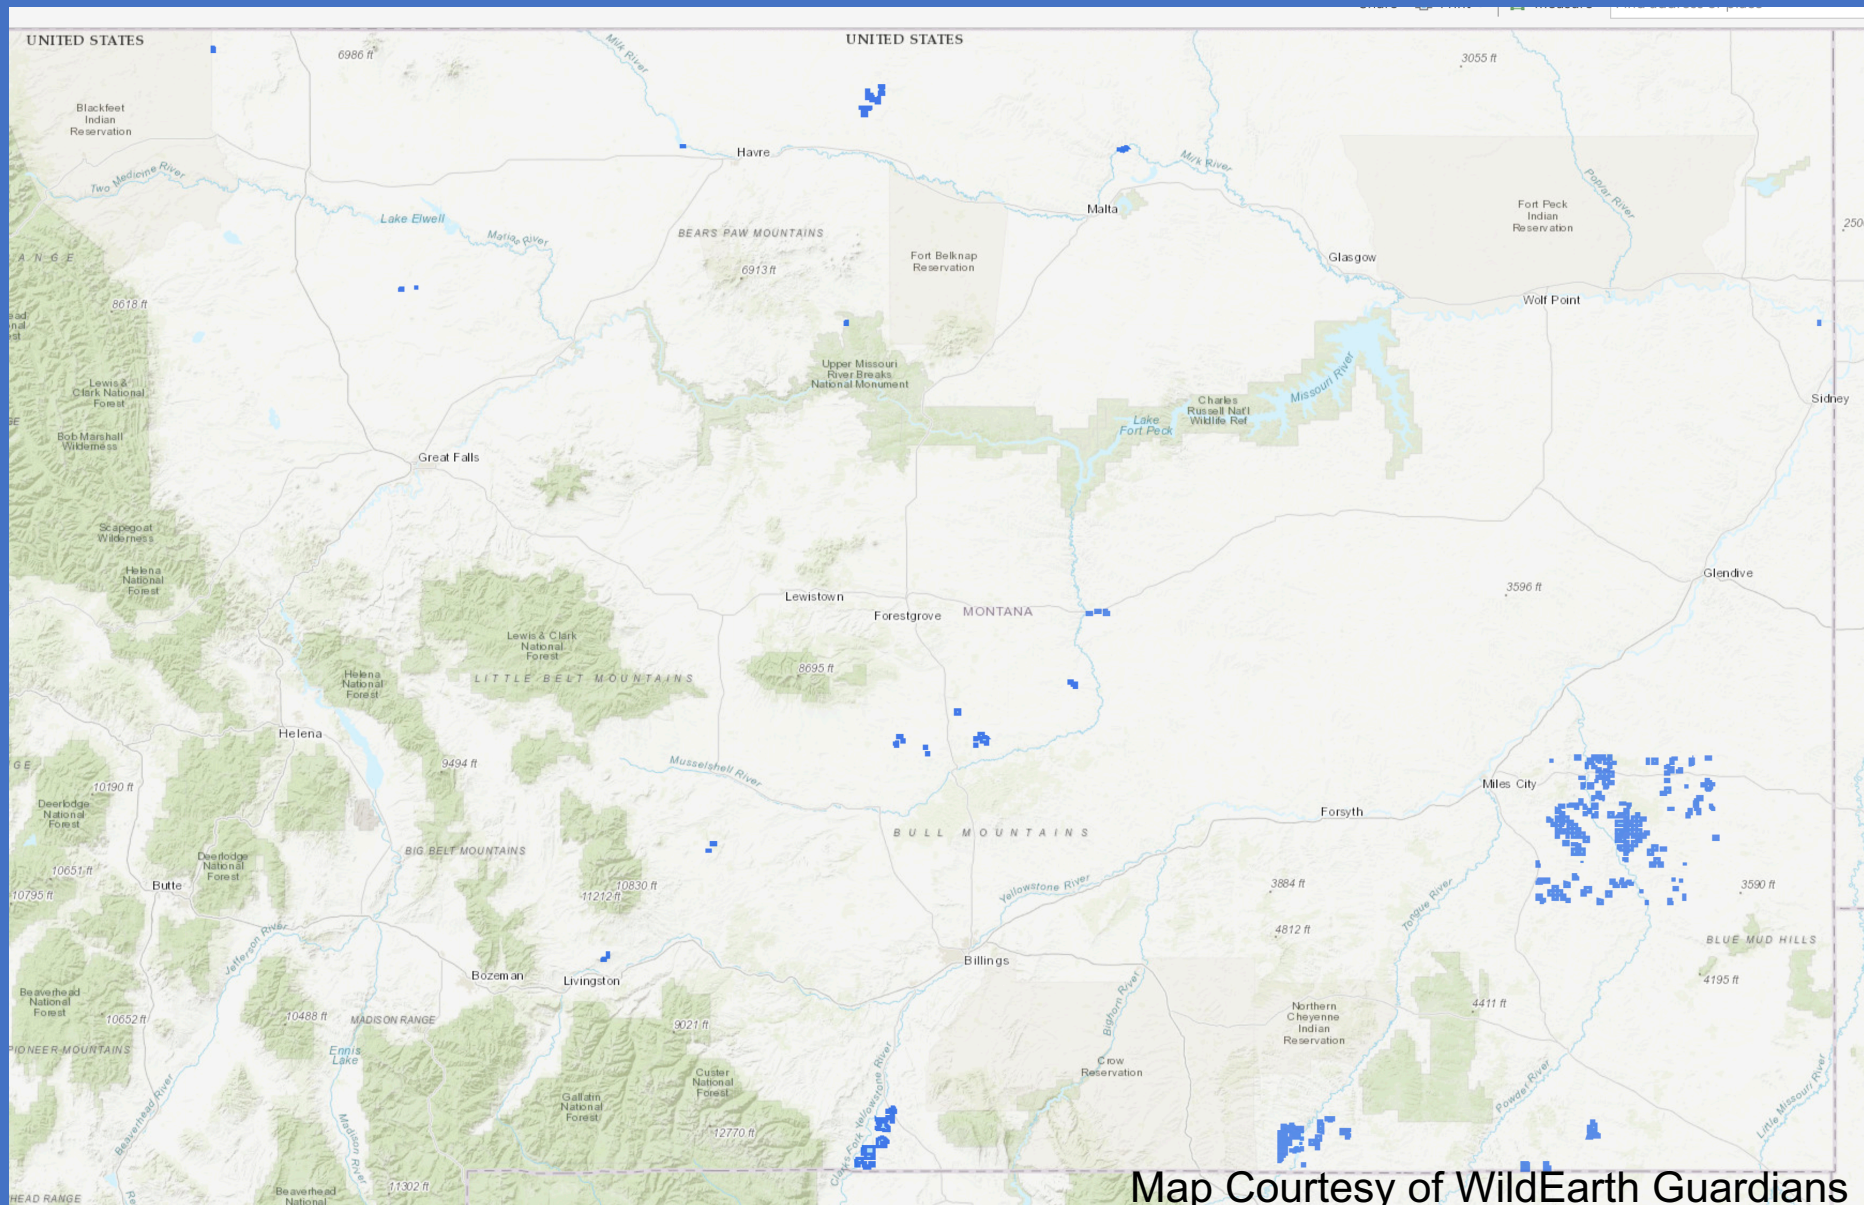 UNITED STATES
UNITED STATES
6986 ft
Milk River
3055 ft
Blackfeet
Indian
Reservation
Havre
Milk River
Two Medicine River
Poplar River
Lake Elwell
Malta
Fort Peck
Indian
Reservation
BEARS PAW MOUNTAINS
Fort Belknap
Reservation
Glasgow
6913 ft
8618 ft
Wolf Point
Upper Missouri
River Breaks
National Monument
Missouri River
Lewis &
Clark National
Forest
Charles
Russell Nat'l
Wildlife Ref
Lake
Fort Peck
Sidney
Bob Marshall
Wilderness
Great Falls
Scapegoat
Wilderness
Helena
National
Forest
Glendive
3596 ft
Lewistown
Forestgrove
MONTANA
Lewis & Clark
National
Forest
Helena
National
Forest
LITTLE BELT MOUNTAINS
8695 ft
Helena
9494 ft
Musselshell River
10190 ft
Miles City
Deerlodge
National
Forest
Forsyth
BULL MOUNTAINS
BIG BELT MOUNTAINS
Deerlodge
National
Forest
10651 ft
Butte
10795 ft
11212 ft
10830 ft
Yellowstone River
3884 ft
3590 ft
Tongue River
4812 ft
Jefferson River
BLUE MUD HILLS
Billings
Bozeman
Livingston
4195 ft
Beaverhead
National
Forest
10652 ft
10488 ft
MADISON RANGE
9021 ft
Bighorn River
Northern
Cheyenne
Indian
Reservation
4411 ft
PIONEER MOUNTAINS
Ennis
Lake
Crow
Reservation
Custer
National
Forest
Gallatin
National
Forest
Clarks Fork Yellowstone River
Powder River
Little Missouri River
Beaverhead River
Madison River
12770 ft
11302 ft
Beaverhead
National
HEAD RANGE
Map Courtesy of WildEarth Guardians